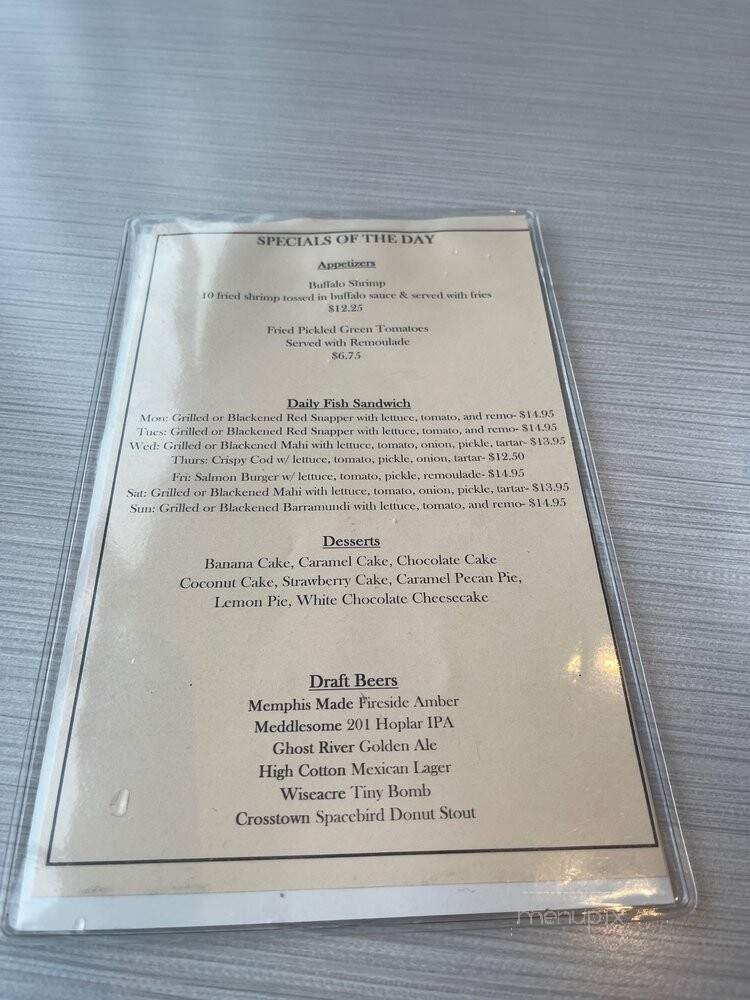 SPECIALS OF THE DAY
Appetizers
Buffalo Shrimp
10 fried shrimp tossed in buffalo sauce & served with fries
$12.25
Fried Pickled Green Tomatoes
Served with Remoulade
$6.75
Daily Fish Sandwich
Mon: Grilled or Blackened Red Snapper with lettuce, tomato, and remo- $14.95
Tues: Grilled or Blackened Red Snapper with lettuce, tomato, and remo- $14.95
Wed: Grilled or Blackened Mahi with lettuce, tomato, onion, pickle, tartar- $13.95
Thurs: Crispy Cod w/ lettuce, tomato, pickle, onion, tartar- $12.50
Fri: Salmon Burger w/ lettuce, tomato, pickle, remoulade- $14.95
Sat: Grilled or Blackened Mahi with lettuce, tomato, onion, pickle, tartar- $13.95
Sun: Grilled or Blackened Barramundi with lettuce, tomato, and remo- $14.95
Desserts
Banana Cake, Caramel Cake, Chocolate Cake
Coconut Cake, Strawberry Cake, Caramel Pecan Pie,
Lemon Pie, White Chocolate Cheesecake
Draft Beers
Memphis Made Fireside Amber
Meddlesome 201 Hoplar IPA
Ghost River Golden Ale
High Cotton Mexican Lager
Wiseacre Tiny Bomb
Crosstown Spacebird Donut Stout
menupix